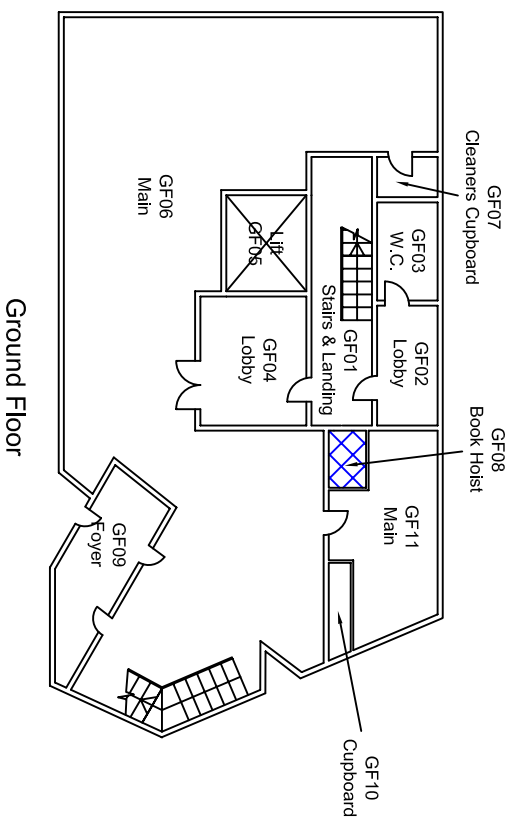 GF07
Cleaners Cupboard
GF03
W.C.
GF02
Lobby
GF01
Stairs & Landing
GF06
Main
Lift
GF05
GF04
Lobby
GF08
Book Hoist
GF11
Main
GF09
Foyer
GF10
Cupboard
Ground Floor